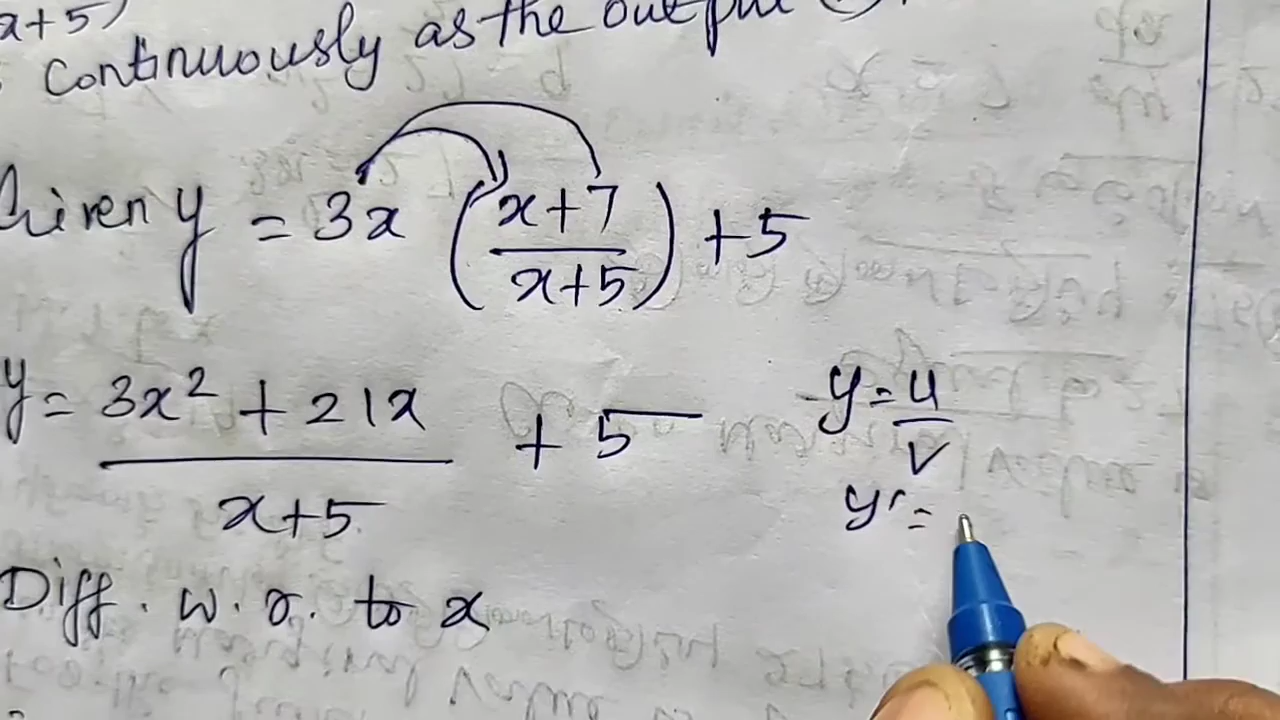 x+5)
continuously as the output
Given y = 3x (x+7 / x+5) + 5
y = 3x² + 21x / x+5 + 5
y = u / v
y' =
Diff. w. r. to x